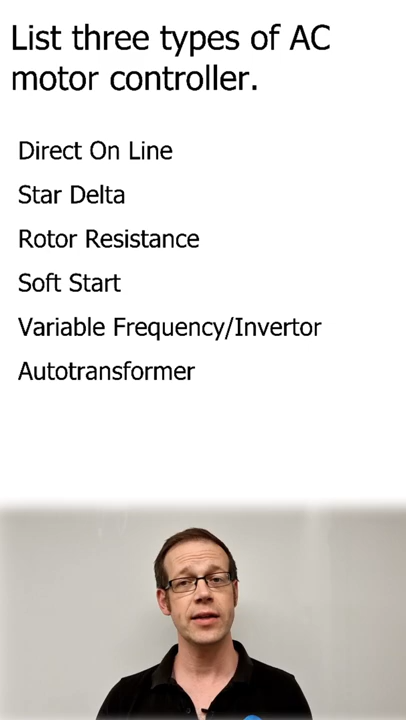 List three types of AC
motor controller.
Direct On Line
Star Delta
Rotor Resistance
Soft Start
Variable Frequency/Invertor
Autotransformer